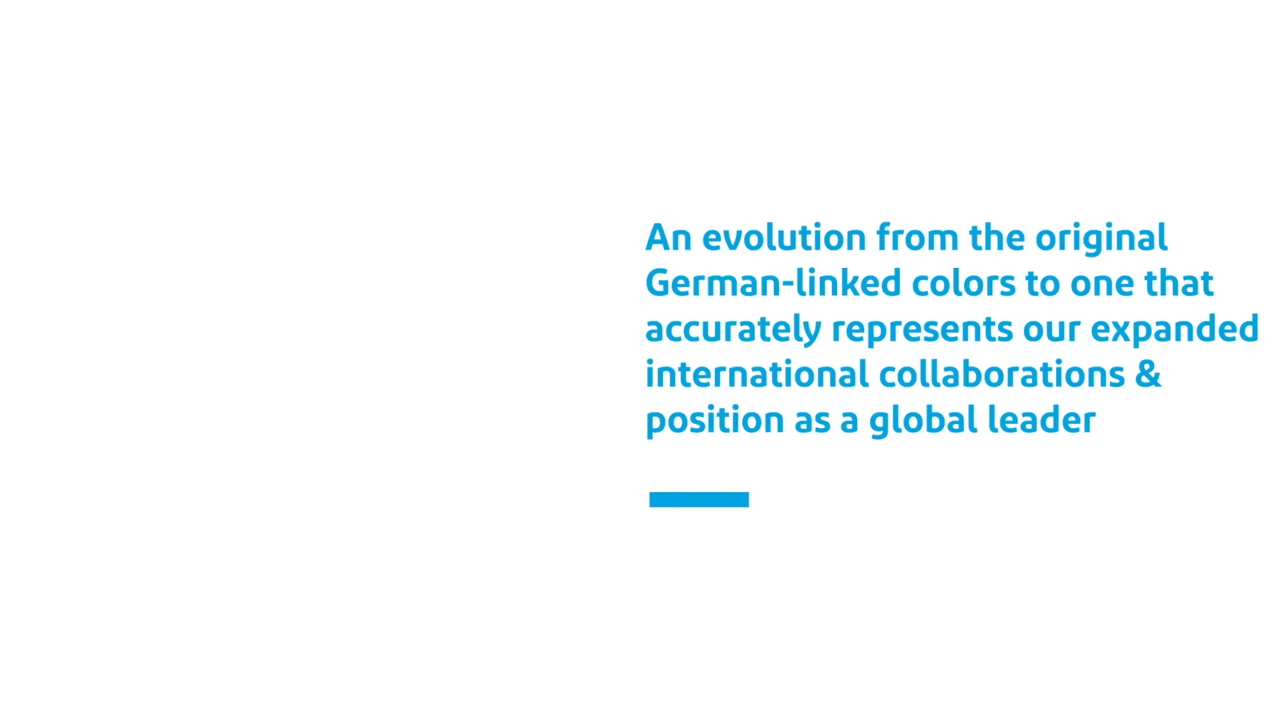 An evolution from the original
German-linked colors to one that
accurately represents our expanded
international collaborations &
position as a global leader